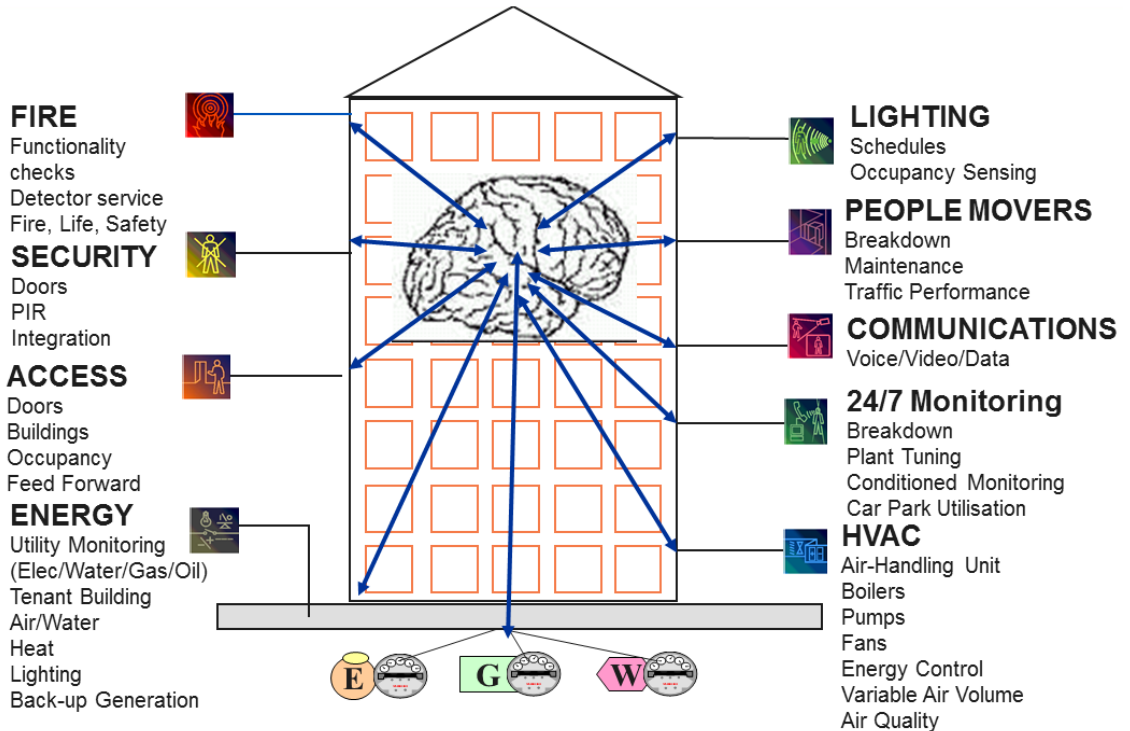 FIRE
Functionality
checks
Detector service
Fire, Life, Safety
SECURITY
Doors
PIR
Integration
ACCESS
Doors
Buildings
Occupancy
Feed Forward
ENERGY
Utility Monitoring
(Elec/Water/Gas/Oil)
Tenant Building
Air/Water
Heat
Lighting
Back-up Generation
E
G
W
LIGHTING
Schedules
Occupancy Sensing
PEOPLE MOVERS
Breakdown
Maintenance
Traffic Performance
COMMUNICATIONS
Voice/Video/Data
24/7 Monitoring
Breakdown
Plant Tuning
Conditioned Monitoring
Car Park Utilisation
HVAC
Air-Handling Unit
Boilers
Pumps
Fans
Energy Control
Variable Air Volume
Air Quality